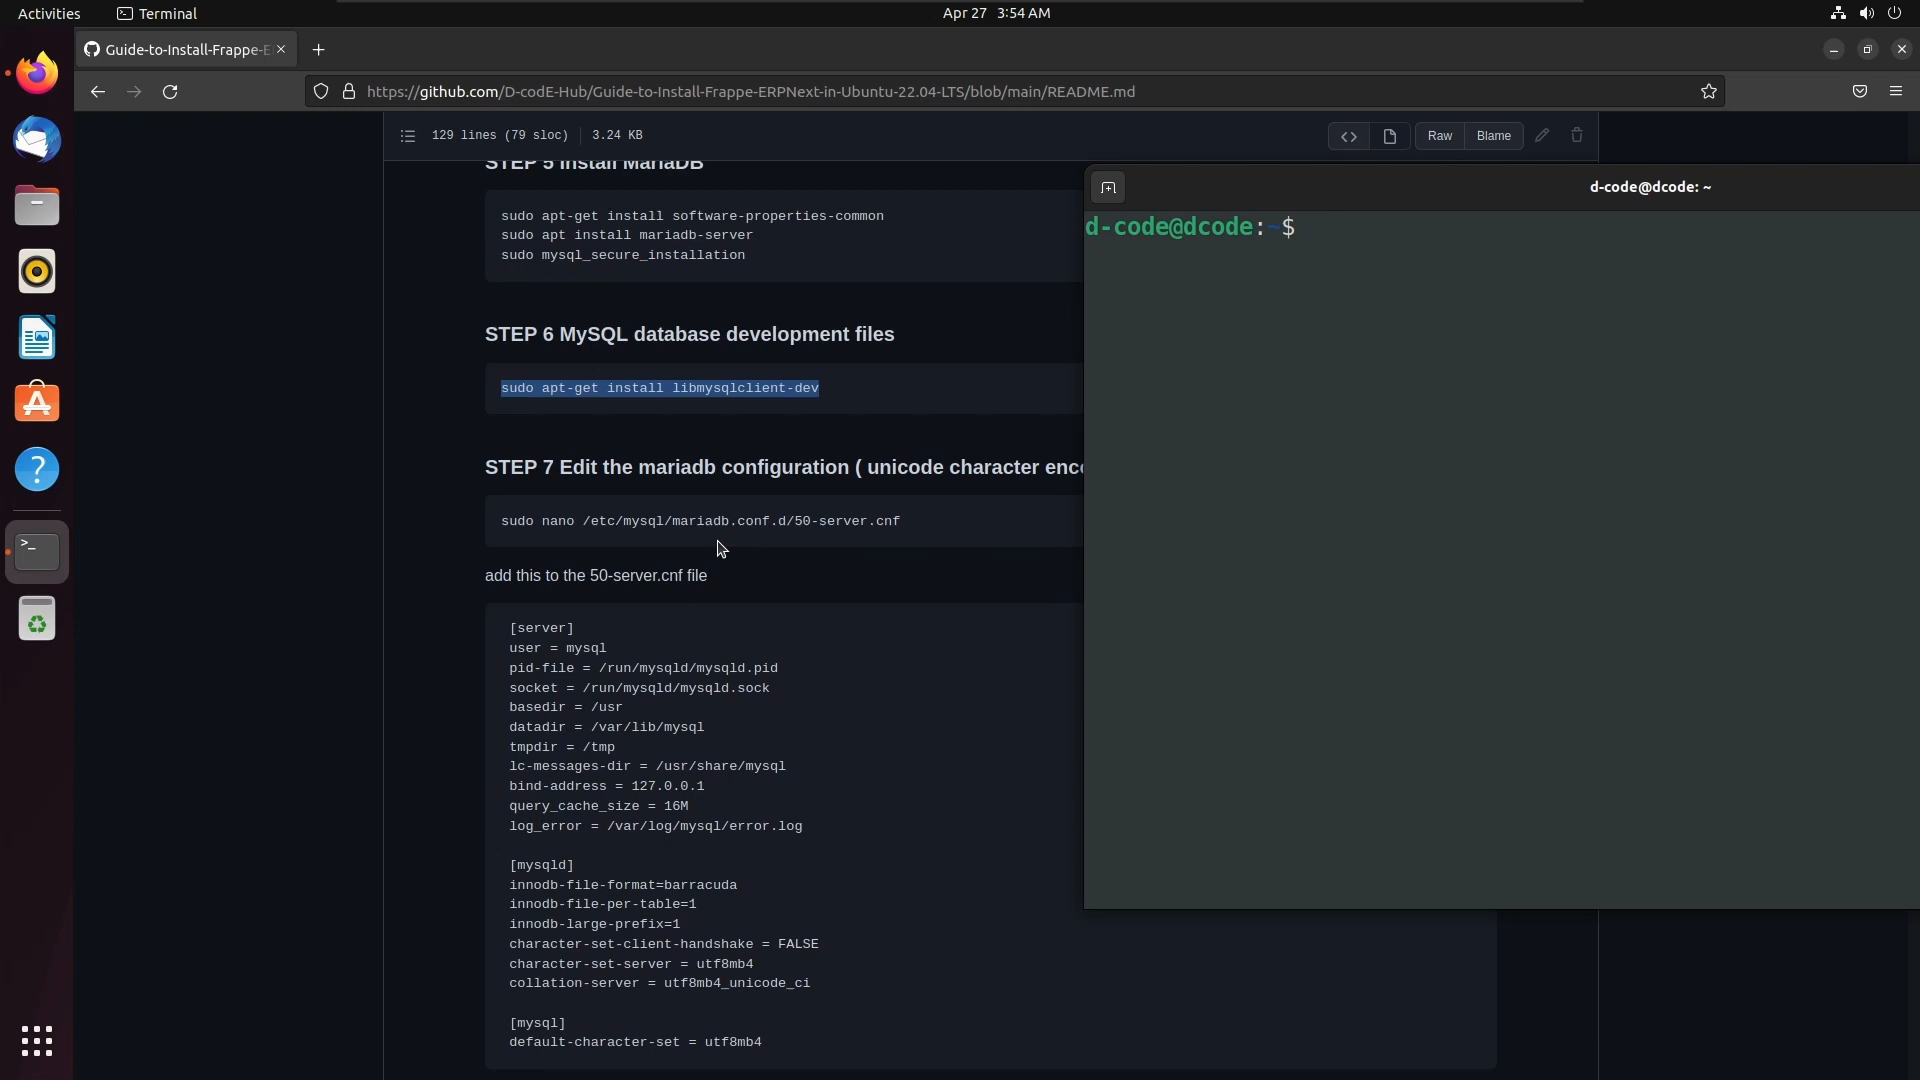 Activities
Terminal
Apr 27 3:54 AM
Guide-to-Install-Frappe-E
https://github.com/D-codE-Hub/Guide-to-Install-Frappe-ERPNext-in-Ubuntu-22.04-LTS/blob/main/README.md
129 lines (79 sloc)
3.24 KB
Raw
Blame
STEP 5 Install MariaDB
sudo apt-get install software-properties-common
sudo apt install mariadb-server
sudo mysql_secure_installation
STEP 6 MySQL database development files
sudo apt-get install libmysqlclient-dev
STEP 7 Edit the mariadb configuration ( unicode character enc
sudo nano /etc/mysql/mariadb.conf.d/50-server.cnf
add this to the 50-server.cnf file
[server]
user = mysql
pid-file = /run/mysqld/mysqld.pid
socket = /run/mysqld/mysqld.sock
basedir = /usr
datadir = /var/lib/mysql
tmpdir = /tmp
lc-messages-dir = /usr/share/mysql
bind-address = 127.0.0.1
query_cache_size = 16M
log_error = /var/log/mysql/error.log
[mysqld]
innodb-file-format=barracuda
innodb-file-per-table=1
innodb-large-prefix=1
character-set-client-handshake = FALSE
character-set-server = utf8mb4
collation-server = utf8mb4_unicode_ci
[mysql]
default-character-set = utf8mb4
d-code@dcode: ~
d-code@dcode:~$